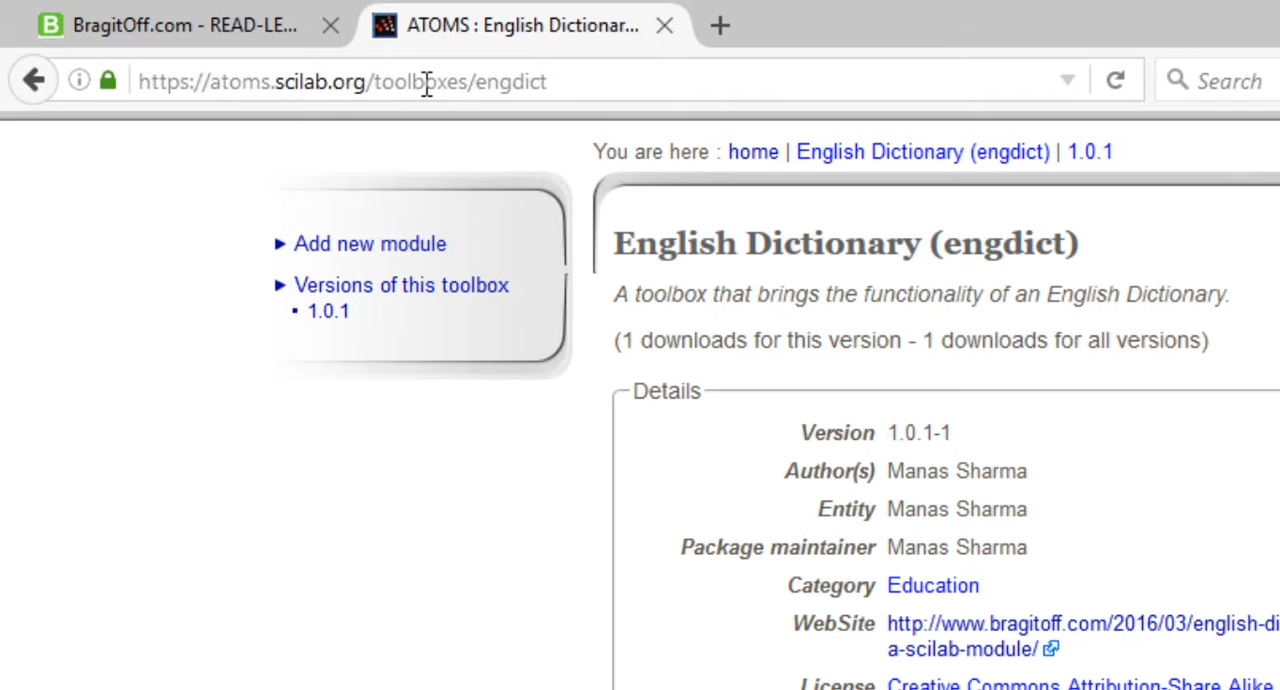 BragitOff.com - READ-LE...
ATOMS : English Dictionar...
https://atoms.scilab.org/toolboxes/engdict
Search
You are here : home | English Dictionary (engdict) | 1.0.1
Add new module
Versions of this toolbox
1.0.1
English Dictionary (engdict)
A toolbox that brings the functionality of an English Dictionary.
(1 downloads for this version - 1 downloads for all versions)
Details
Version 1.0.1-1
Author(s) Manas Sharma
Entity Manas Sharma
Package maintainer Manas Sharma
Category Education
WebSite http://www.bragitoff.com/2016/03/english-di
a-scilab-module/
License Creative Commons Attribution-Share Alike